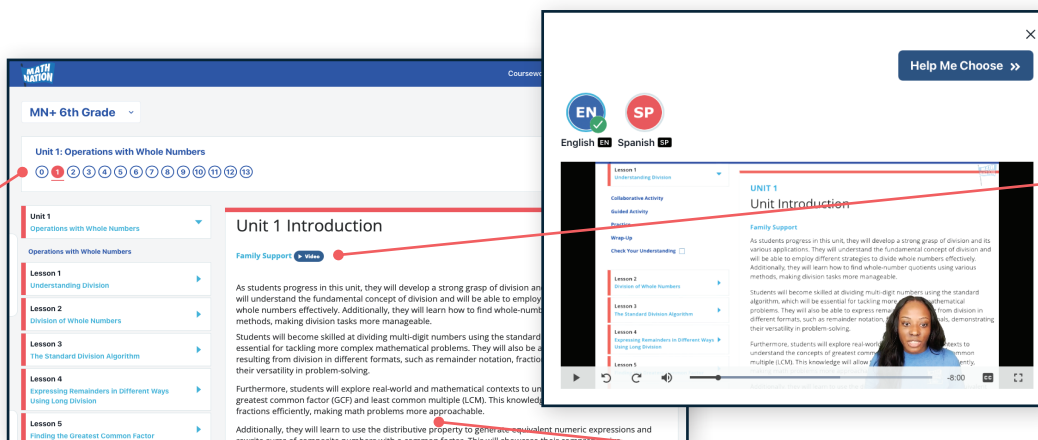 MATH
NATION
Coursewo
MN+ 6th Grade
Unit 1: Operations with Whole Numbers
0 1 2 3 4 5 6 7 8 9 10 11 12 13
Unit 1
Operations with Whole Numbers
Operations with Whole Numbers
Lesson 1
Understanding Division
Lesson 2
Division of Whole Numbers
Lesson 3
The Standard Division Algorithm
Lesson 4
Expressing Remainders in Different Ways
Using Long Division
Lesson 5
Finding the Greatest Common Factor
Unit 1 Introduction
Family Support Video
As students progress in this unit, they will develop a strong grasp of division an
will understand the fundamental concept of division and will be able to employ
whole numbers effectively. Additionally, they will learn how to find whole-numb
methods, making division tasks more manageable.
Students will become skilled at dividing multi-digit numbers using the standard
essential for tackling more complex mathematical problems. They will also be a
resulting from division in different formats, such as remainder notation, fractio
their versatility in problem-solving.
Furthermore, students will explore real-world and mathematical contexts to un
greatest common factor (GCF) and least common multiple (LCM). This knowledg
fractions efficiently, making math problems more approachable.
Additionally, they will learn to use the distributive property to generate equivalent numeric expressions and
Help Me Choose
EN SP
English EN Spanish SP
Lesson 1
Understanding Division
Collaborative Activity
Guided Activity
Practice
Wrap-Up
Check Your Understanding
Lesson 2
Division of Whole Numbers
Lesson 3
The Standard Division Algorithm
Lesson 4
Expressing Remainders in Different Ways
Using Long Division
Lesson 5
UNIT 1
Unit Introduction
Family Support
As students progress in this unit, they will develop a strong grasp of division and its
various applications. They will understand the fundamental concept of division and
will be able to employ different strategies to divide whole numbers effectively.
Additionally, they will learn how to find whole-number quotients using various
methods, making division tasks more manageable.
Students will become skilled at dividing multi-digit numbers using the standard
algorithm, which will be essential for tackling more mathematical
problems. They will also be able to express rema from division in
different formats, such as remainder notation, als, demonstrating
their versatility in problem-solving.
Furthermore, students will explore real-world texts to
understand the concepts of greatest comm mmon
multiple (LCM). This knowledge will allow ently,
-8:00 CC